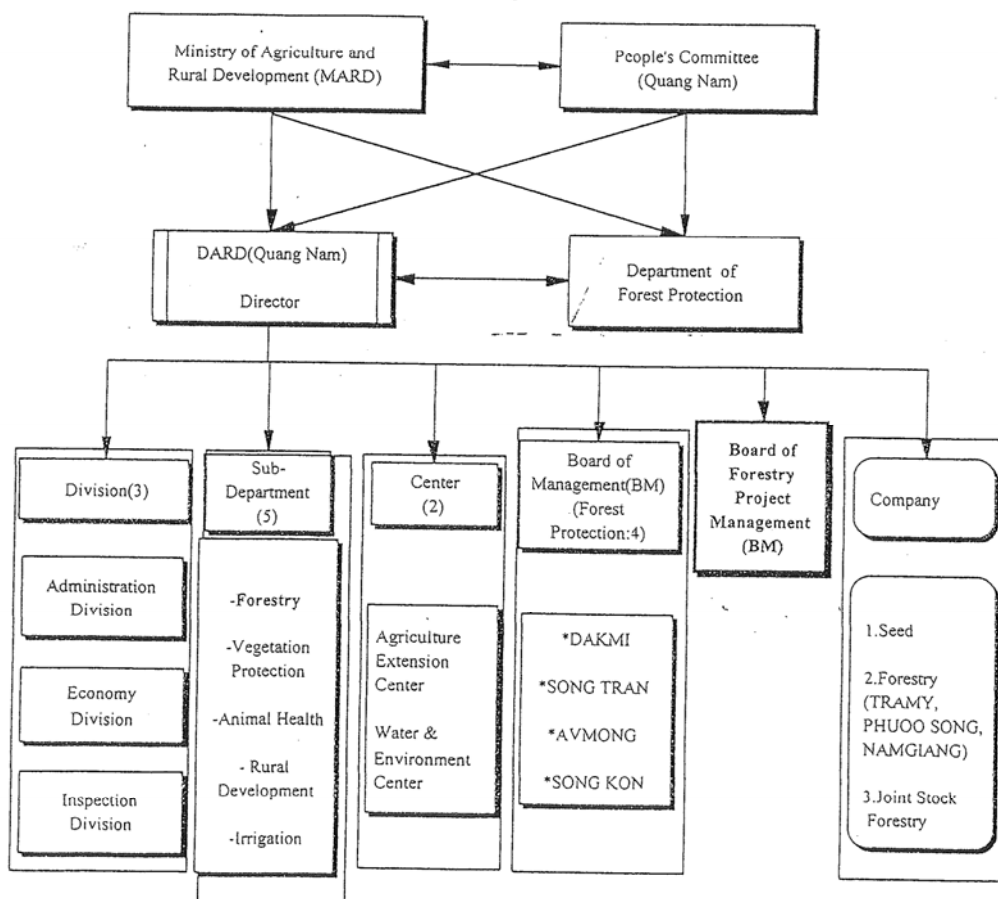 Ministry of Agriculture and
Rural Development (MARD)
People's Committee
(Quang Nam)
DARD(Quang Nam)
Director
Department of
Forest Protection
Division(3)
Administration
Division
Economy
Division
Inspection
Division
Sub-
Department
(5)
-Forestry
-Vegetation
Protection
-Animal Health
- Rural
Development
-Irrigation
Center
(2)
Agriculture
Extension
Center
Water &
Environment
Center
Board of
Management(BM)
(Forest
Protection:4)
*DAKMI
*SONG TRAN
*AVMONG
*SONG KON
Board of
Forestry
Project
Management
(BM)
Company
1.Seed
2.Forestry
(TRAMY,
PHUOO SONG,
NAMGIANG)
3.Joint Stock
Forestry